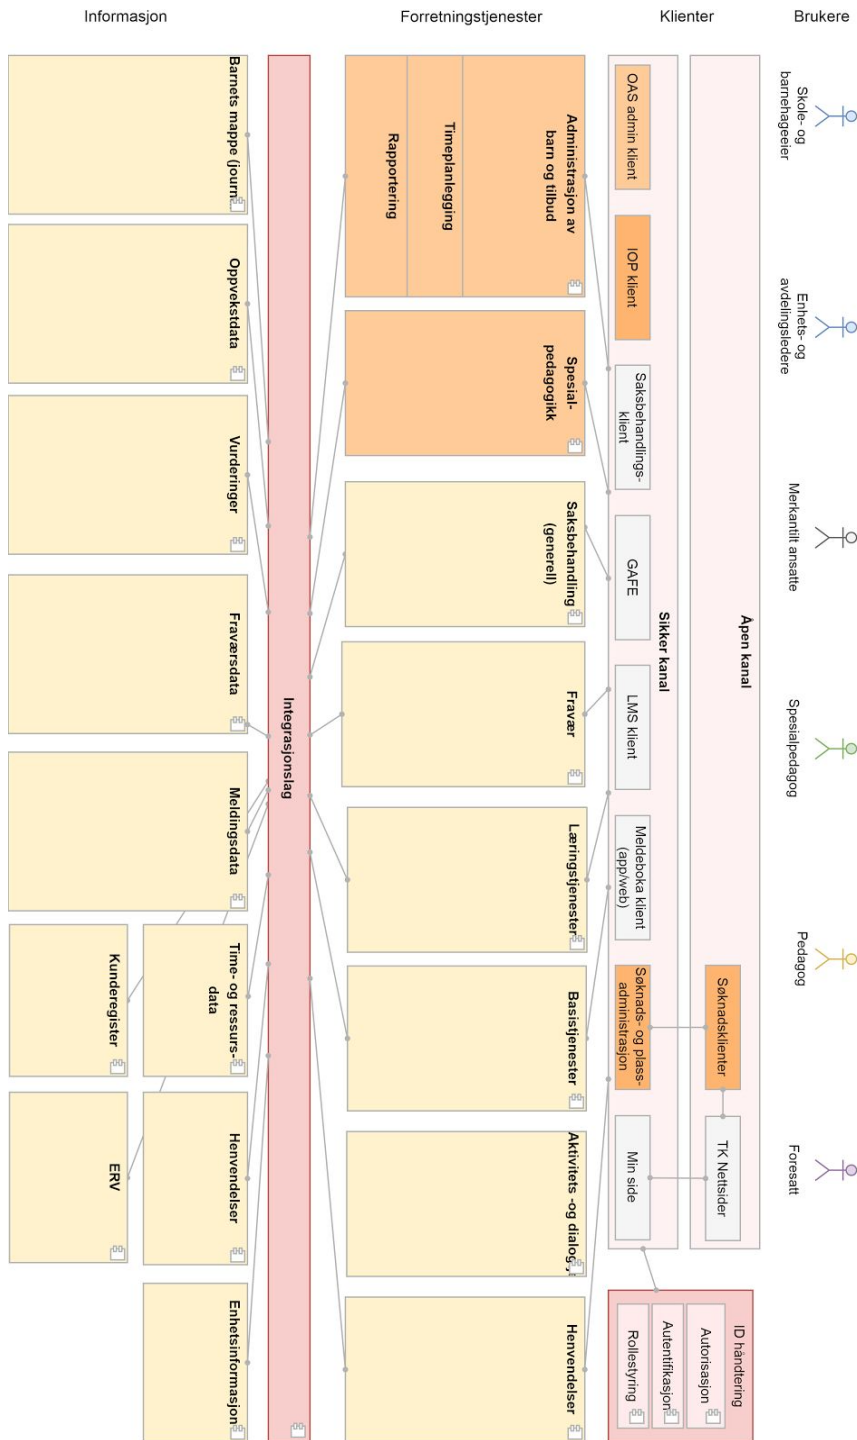 Brukere
Skole- og
barnehageeier
Enhets- og
avdelingsledere
Merkantilt ansatte
Spesialpedagog
Pedagog
Foresatt
Klienter
Åpen kanal
Søknadsklienter
TK Nettsider
Sikker kanal
OAS admin klient
IOP klient
Saksbehandlings-
klient
GAFE
LMS klient
Meldeboka klient
(app/web)
Søknads- og plass-
administrasjon
Min side
ID håndtering
Autorisasjon
Autentifikasjon
Rollestyring
Forretningstjenester
Administrasjon av
barn og tilbud
Timeplanlegging
Rapportering
Spesial-
pedagogikk
Saksbehandling
(generell)
Fravær
Læringstjenester
Basistjenester
Aktivitets -og dialog
Henvendelser
Integrasjonslag
Informasjon
Barnets mappe (journ
Oppvekstdata
Vurderinger
Fraværsdata
Meldingsdata
Time- og ressurs-
data
Henvendelser
Enhetsinformasjon
Kunderegister
ERV